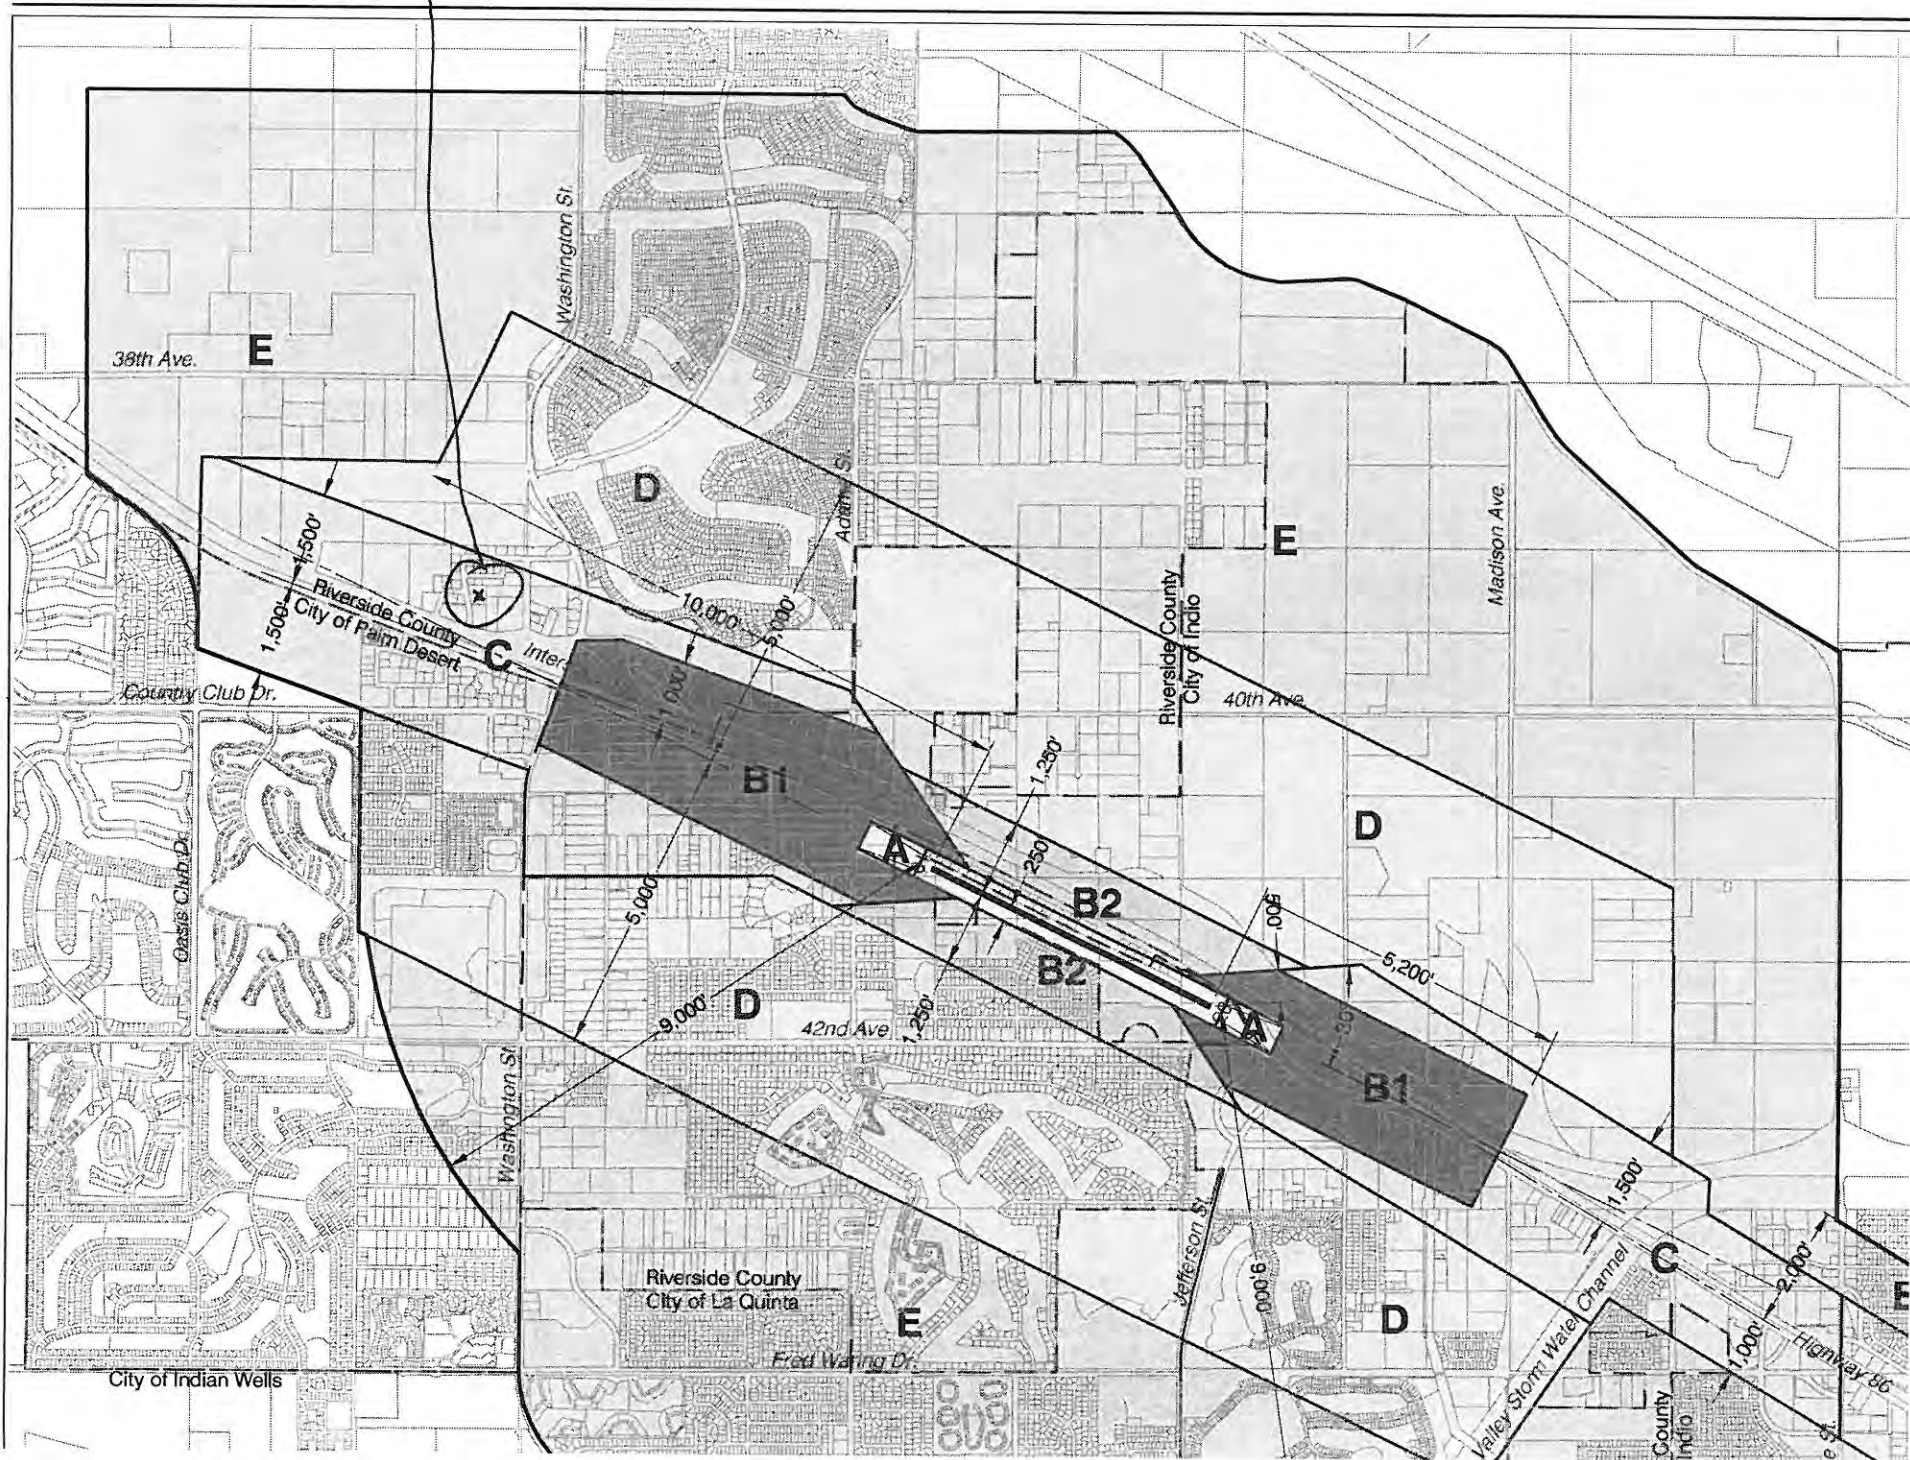 Washington St.
38th Ave.
E
D
Adams St.
E
Madison Ave.
1,500'
1,500'
Riverside County
City of Palm Desert
C
10,000'
5,000'
Riverside County
City of Indio
Country Club Dr.
1,000'
40th Ave.
B1
1,250'
D
A
250'
B2
Oasis Club Dr.
5,000'
500'
5,200'
B2
D
9,000'
42nd Ave
1,250'
A
B1
Washington St.
1,500'
Jefferson St.
C
2,000'
Riverside County
City of La Quinta
9,000'
E
D
E
Fred Waring Dr.
1,000'
Highway 86
City of Indian Wells
Valley Storm Water Channel
County
Indio
e St.